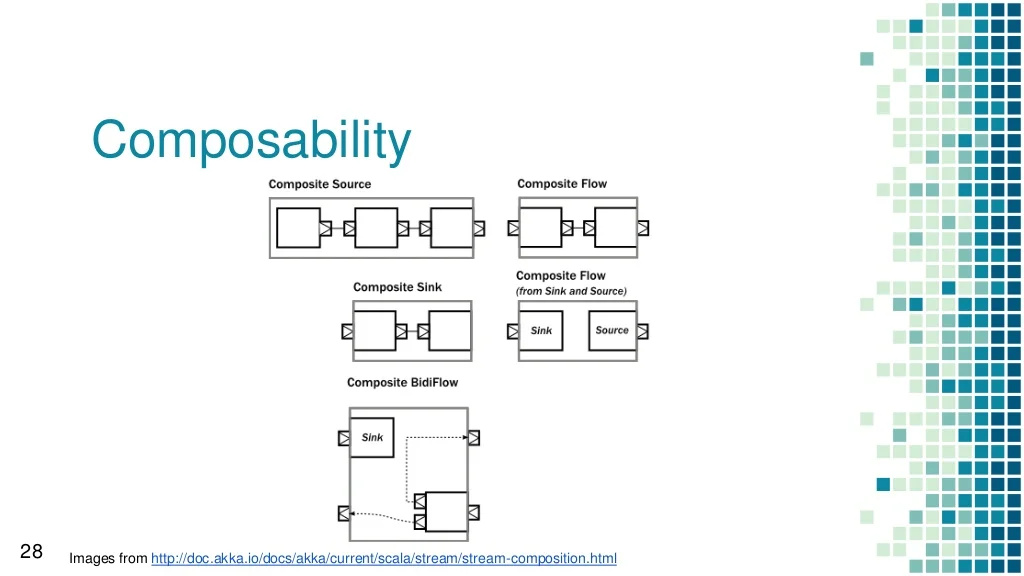 Composability
Composite Source
Composite Flow
Composite Flow
(from Sink and Source)
Composite Sink
Sink
Source
Composite BidiFlow
Sink
28
Images from http://doc.akka.io/docs/akka/current/scala/stream/stream-composition.html